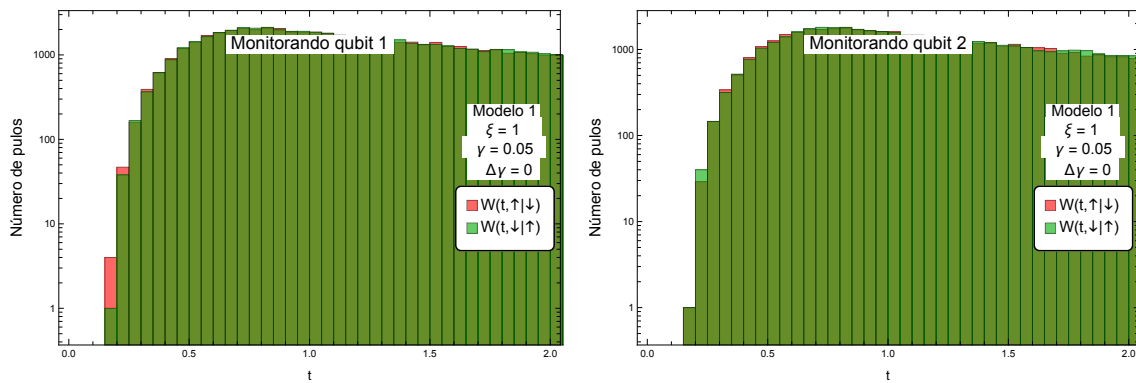 Monitorando qubit 1
Modelo 1
ξ = 1
γ = 0.05
Δγ = 0
W(t,↑|↓)
W(t,↓|↑)
Número de pulos
1000
100
10
1
0.0 0.5 1.0 1.5 2.0
t
Monitorando qubit 2
Modelo 1
ξ = 1
γ = 0.05
Δγ = 0
W(t,↑|↓)
W(t,↓|↑)
Número de pulos
1000
100
10
1
0.0 0.5 1.0 1.5 2.0
t